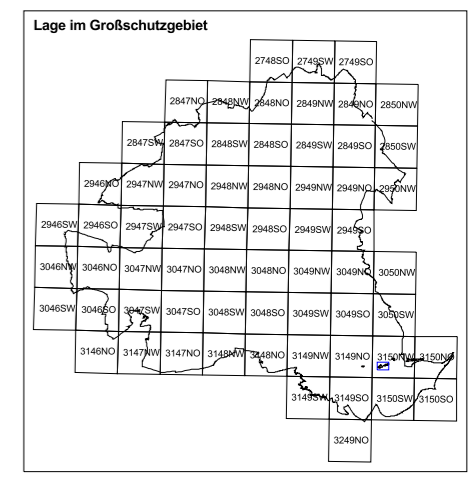 Lage im Großschutzgebiet
2748SO 2749SW 2749SO
2847NO 2848NW 2848NO 2849NW 2849NO 2850NW
2847SW 2847SO 2848SW 2848SO 2849SW 2849SO 2850SW
2946NO 2947NW 2947NO 2948NW 2948NO 2949NW 2949NO 2950NW
2946SW 2946SO 2947SW 2947SO 2948SW 2948SO 2949SW 2949SO
3046NW 3046NO 3047NW 3047NO 3048NW 3048NO 3049NW 3049NO 3050NW
3046SW 3046SO 3047SW 3047SO 3048SW 3048SO 3049SW 3049SO 3050SW
3146NO 3147NW 3147NO 3148NW 3148NO 3149NW 3149NO 3150NW 3150NO
3149SW 3149SO 3150SW 3150SO
3249NO